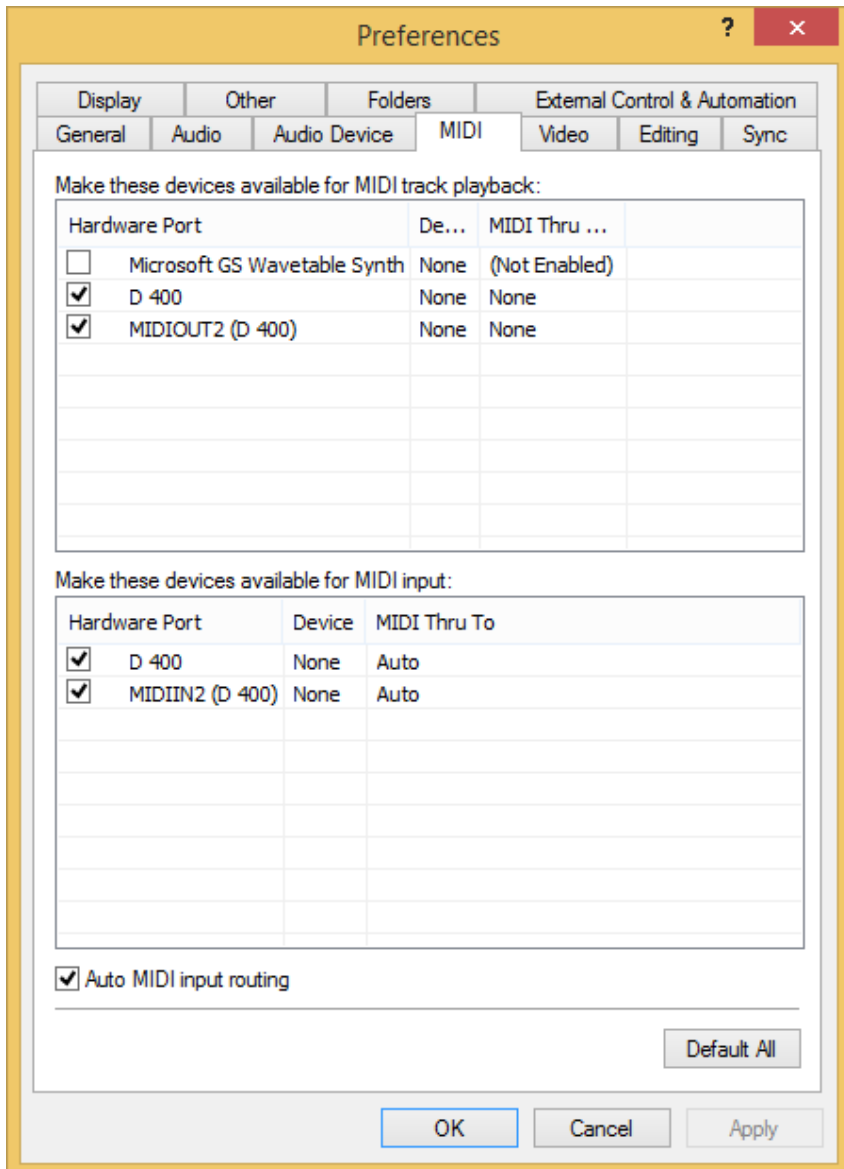 Preferences ? ×
Display Other Folders External Control & Automation
General Audio Audio Device MIDI Video Editing Sync
Make these devices available for MIDI track playback:
Hardware Port De... MIDI Thru ...
Microsoft GS Wavetable Synth None (Not Enabled)
D 400 None None
MIDIOUT2 (D 400) None None
Make these devices available for MIDI input:
Hardware Port Device MIDI Thru To
D 400 None Auto
MIDIIN2 (D 400) None Auto
Auto MIDI input routing
Default All
OK Cancel Apply